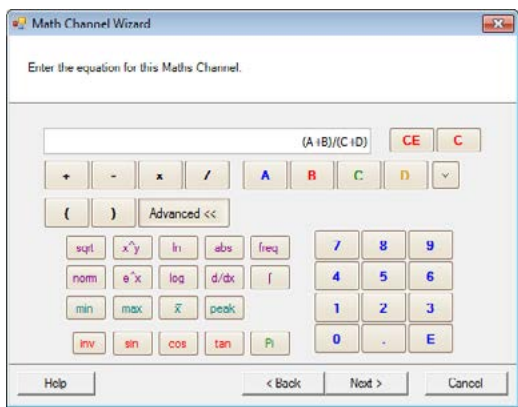 Math Channel Wizard
Enter the equation for this Maths Channel.
(A+B)/(C+D) CE C
+ - x / A B C D
( ) Advanced <<
sqrt x^y ln abs freq 7 8 9
norm e^x log d/dx ∫ 4 5 6
min max x̅ peak 1 2 3
inv sin cos tan Pi 0 . E
Help < Back Next > Cancel